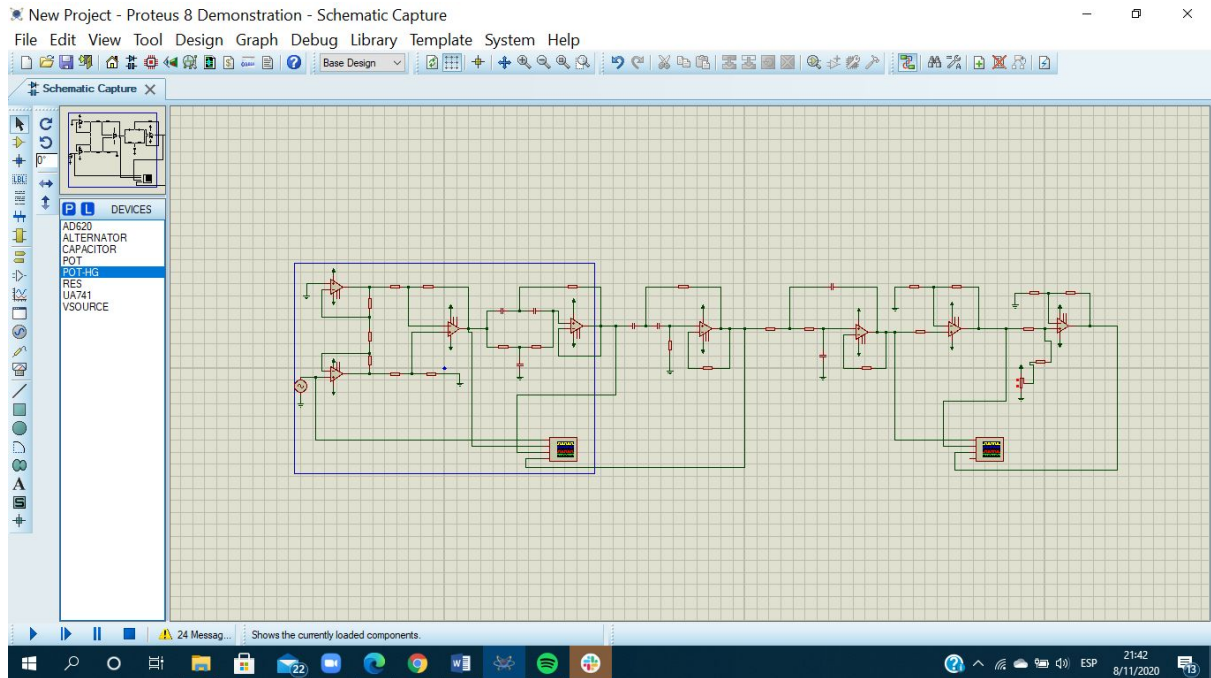 New Project - Proteus 8 Demonstration - Schematic Capture
File Edit View Tool Design Graph Debug Library Template System Help
Base Design
Schematic Capture
0°
LBL
P L DEVICES
AD620
ALTERNATOR
CAPACITOR
POT
POT-HG
RES
UA741
VSOURCE
A
S
24 Messag...
Shows the currently loaded components.
22
ESP
21:42
8/11/2020
13